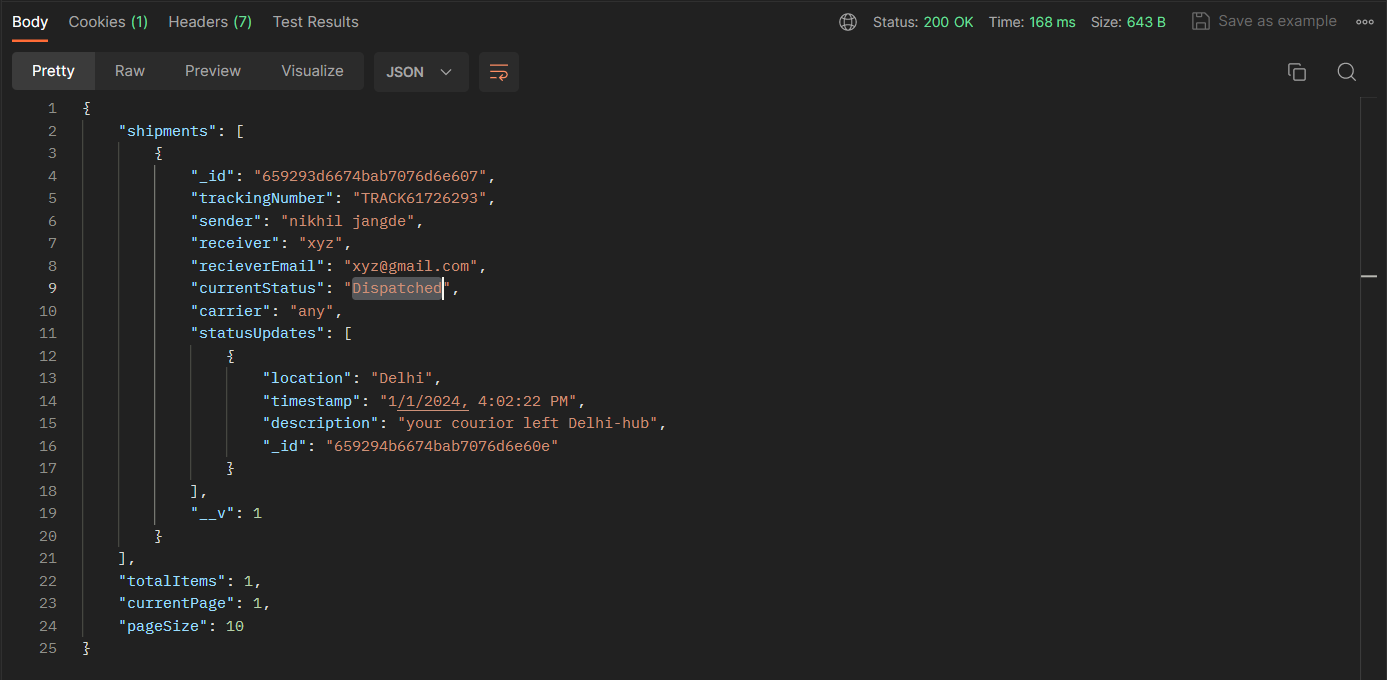 Body Cookies (1) Headers (7) Test Results Status: 200 OK Time: 168 ms Size: 643 B Save as example
Pretty Raw Preview Visualize JSON
1 {
2 "shipments": [
3 {
4 "_id": "659293d6674bab7076d6e607",
5 "trackingNumber": "TRACK61726293",
6 "sender": "nikhil jangde",
7 "receiver": "xyz",
8 "recieverEmail": "xyz@gmail.com",
9 "currentStatus": "Dispatched",
10 "carrier": "any",
11 "statusUpdates": [
12 {
13 "location": "Delhi",
14 "timestamp": "1/1/2024, 4:02:22 PM",
15 "description": "your courior left Delhi-hub",
16 "_id": "659294b6674bab7076d6e60e"
17 }
18 ],
19 "__v": 1
20 }
21 ],
22 "totalItems": 1,
23 "currentPage": 1,
24 "pageSize": 10
25 }